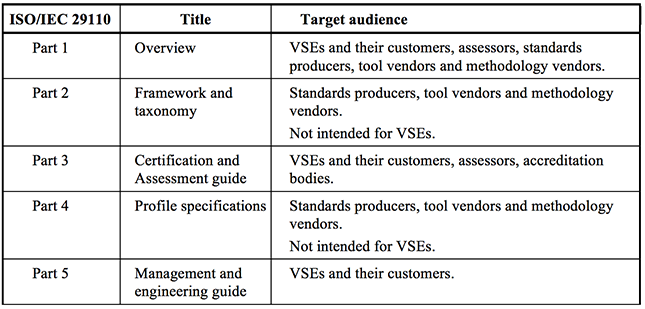 ISO/IEC 29110 Title Target audience
Part 1 Overview VSEs and their customers, assessors, standards
producers, tool vendors and methodology vendors.
Part 2 Framework and Standards producers, tool vendors and methodology
taxonomy vendors.
Not intended for VSEs.
Part 3 Certification and VSEs and their customers, assessors, accreditation
Assessment guide bodies.
Part 4 Profile specifications Standards producers, tool vendors and methodology
vendors.
Not intended for VSEs.
Part 5 Management and VSEs and their customers.
engineering guide